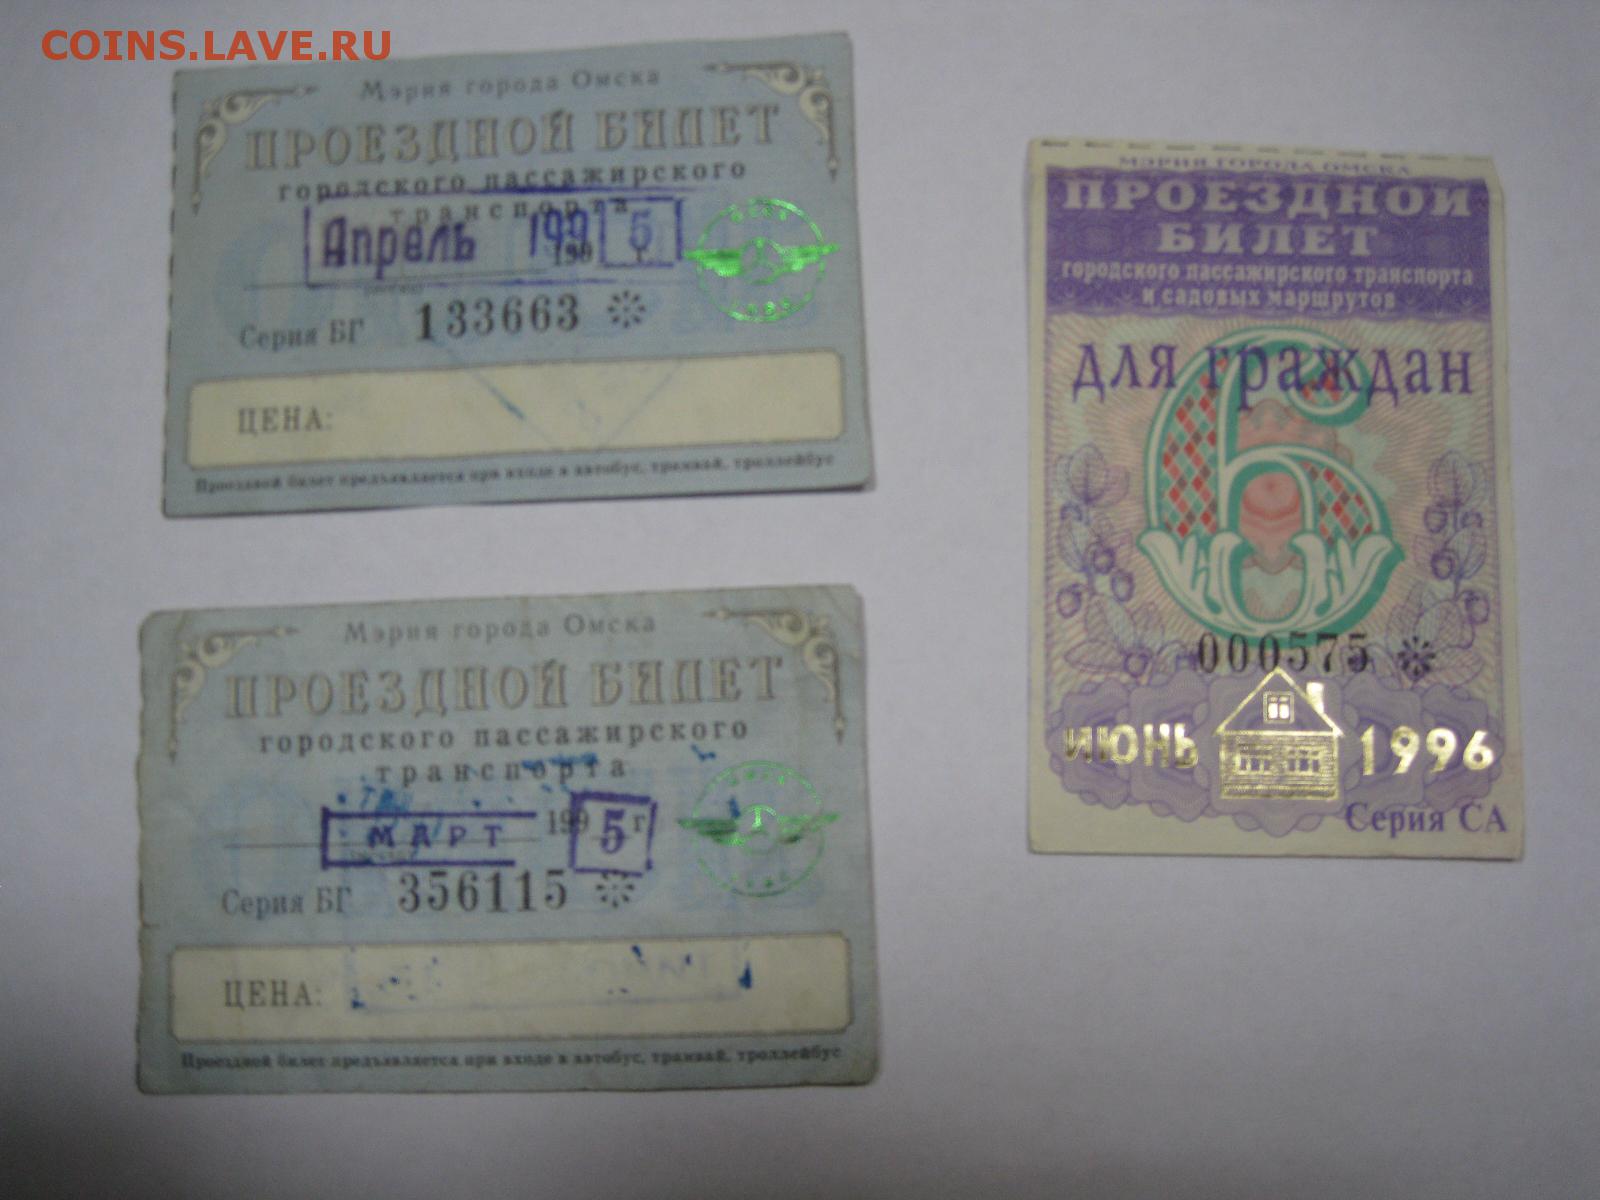 COINS.LAVE.RU
Мэрия города Омска
ПРОЕЗДНОЙ БИЛЕТ
городского пассажирского
транспорта
Апрель 199 5
199 г.
Серия БГ 133663
ЦЕНА:
Проездной билет предъявляется при входе в автобус, трамвай, троллейбус
Мэрия города Омска
ПРОЕЗДНОЙ БИЛЕТ
городского пассажирского
транспорта
МАРТ 199 5 г
Серия БГ 356115
ЦЕНА:
Проездной билет предъявляется при входе в автобус, трамвай, троллейбус
МЭРИЯ ГОРОДА ОМСКА
ПРОЕЗДНОЙ
БИЛЕТ
городского пассажирского транспорта
и садовых маршрутов
для граждан
6
000575
ИЮНЬ 1996
Серия СА